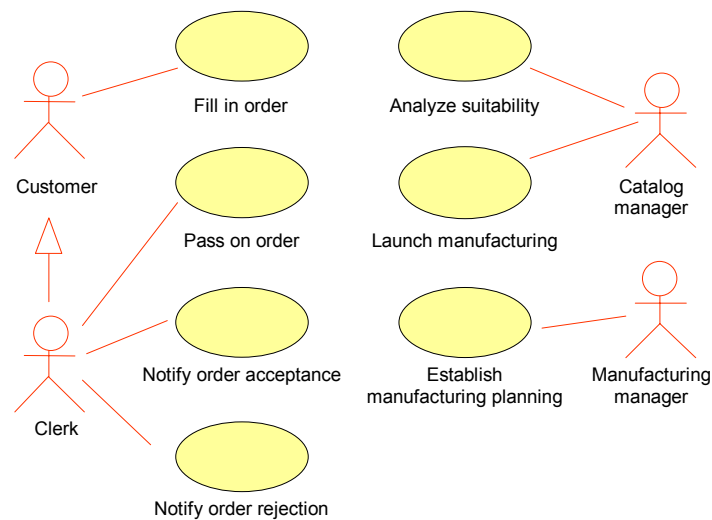 Fill in order
Analyze suitability
Customer
Catalog
manager
Pass on order
Launch manufacturing
Notify order acceptance
Establish
manufacturing planning
Manufacturing
manager
Clerk
Notify order rejection